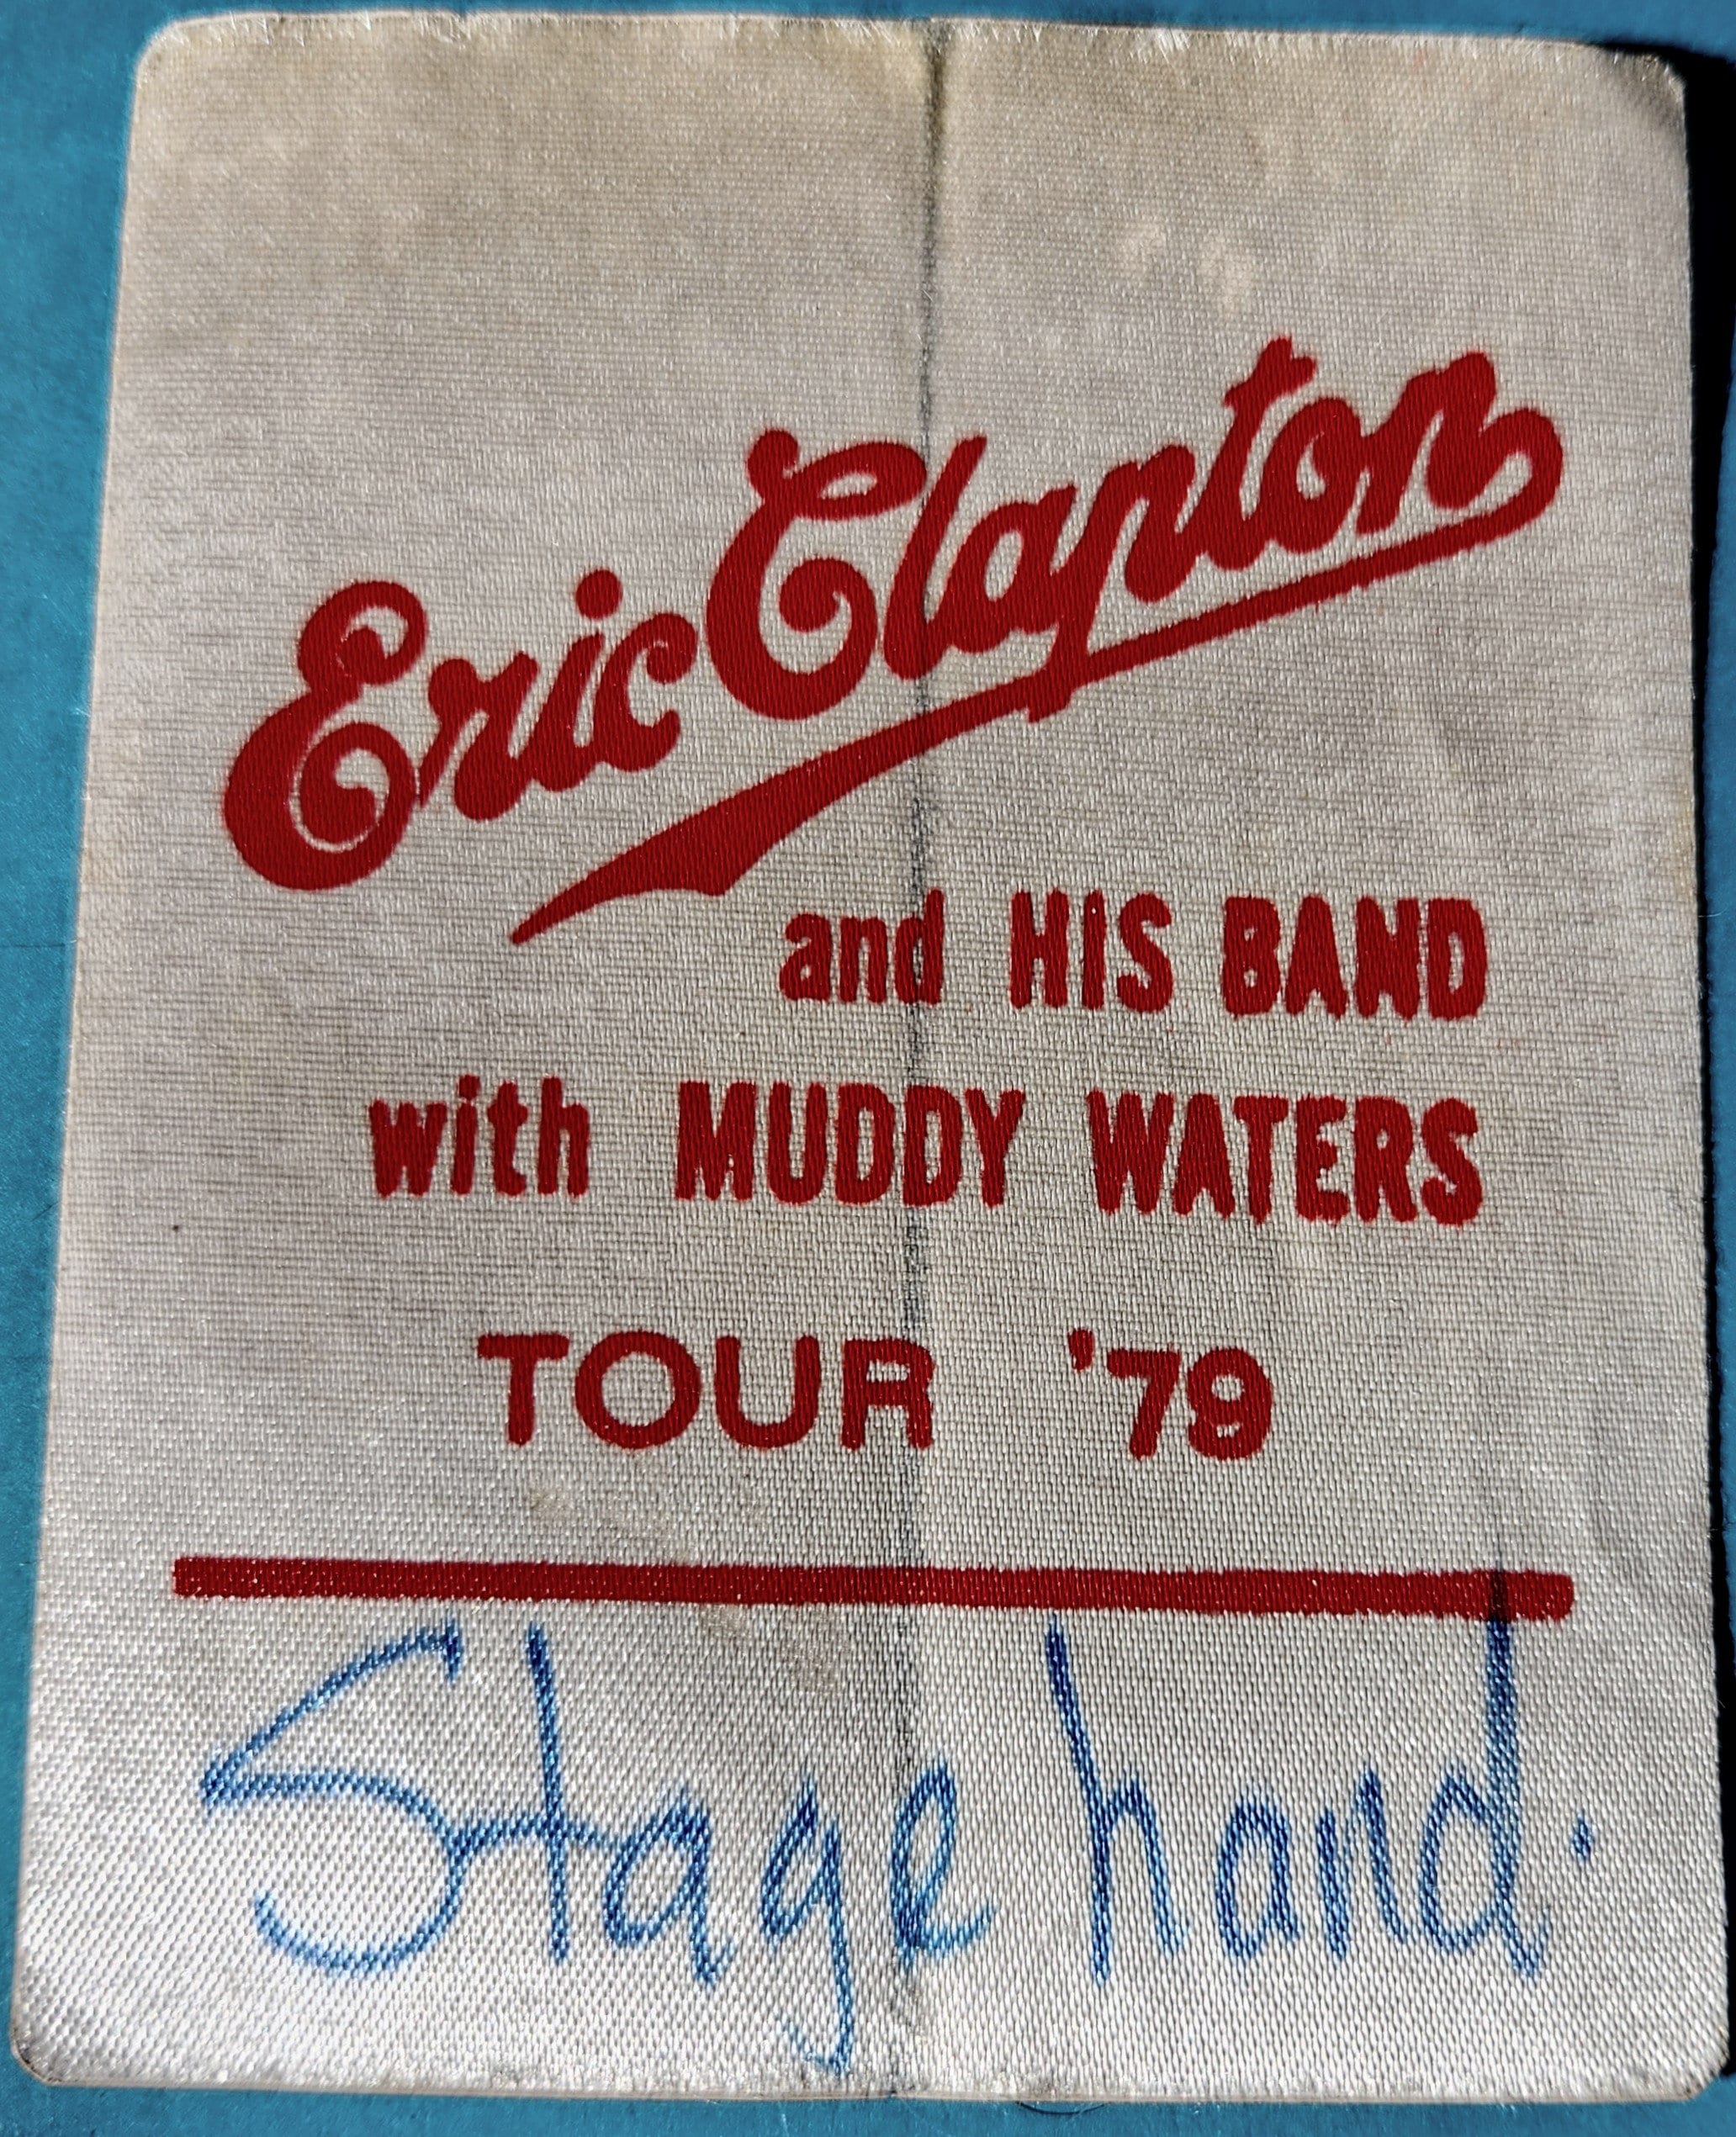 Eric Clapton
and HIS BAND
with MUDDY WATERS
TOUR '79
Stage hand.